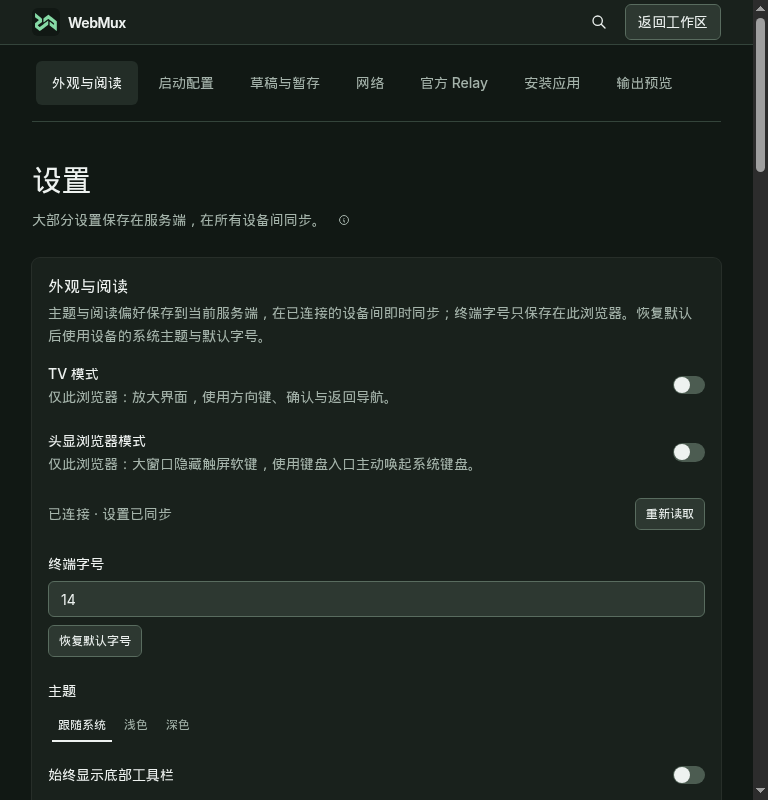 WebMux
返回工作区
外观与阅读
启动配置
草稿与暂存
网络
官方 Relay
安装应用
输出预览
设置
大部分设置保存在服务端，在所有设备间同步。
外观与阅读
主题与阅读偏好保存到当前服务端，在已连接的设备间即时同步；终端字号只保存在此浏览器。恢复默认
后使用设备的系统主题与默认字号。
TV 模式
仅此浏览器：放大界面，使用方向键、确认与返回导航。
头显浏览器模式
仅此浏览器：大窗口隐藏触屏软键，使用键盘入口主动唤起系统键盘。
已连接 · 设置已同步
重新读取
终端字号
14
恢复默认字号
主题
跟随系统
浅色
深色
始终显示底部工具栏